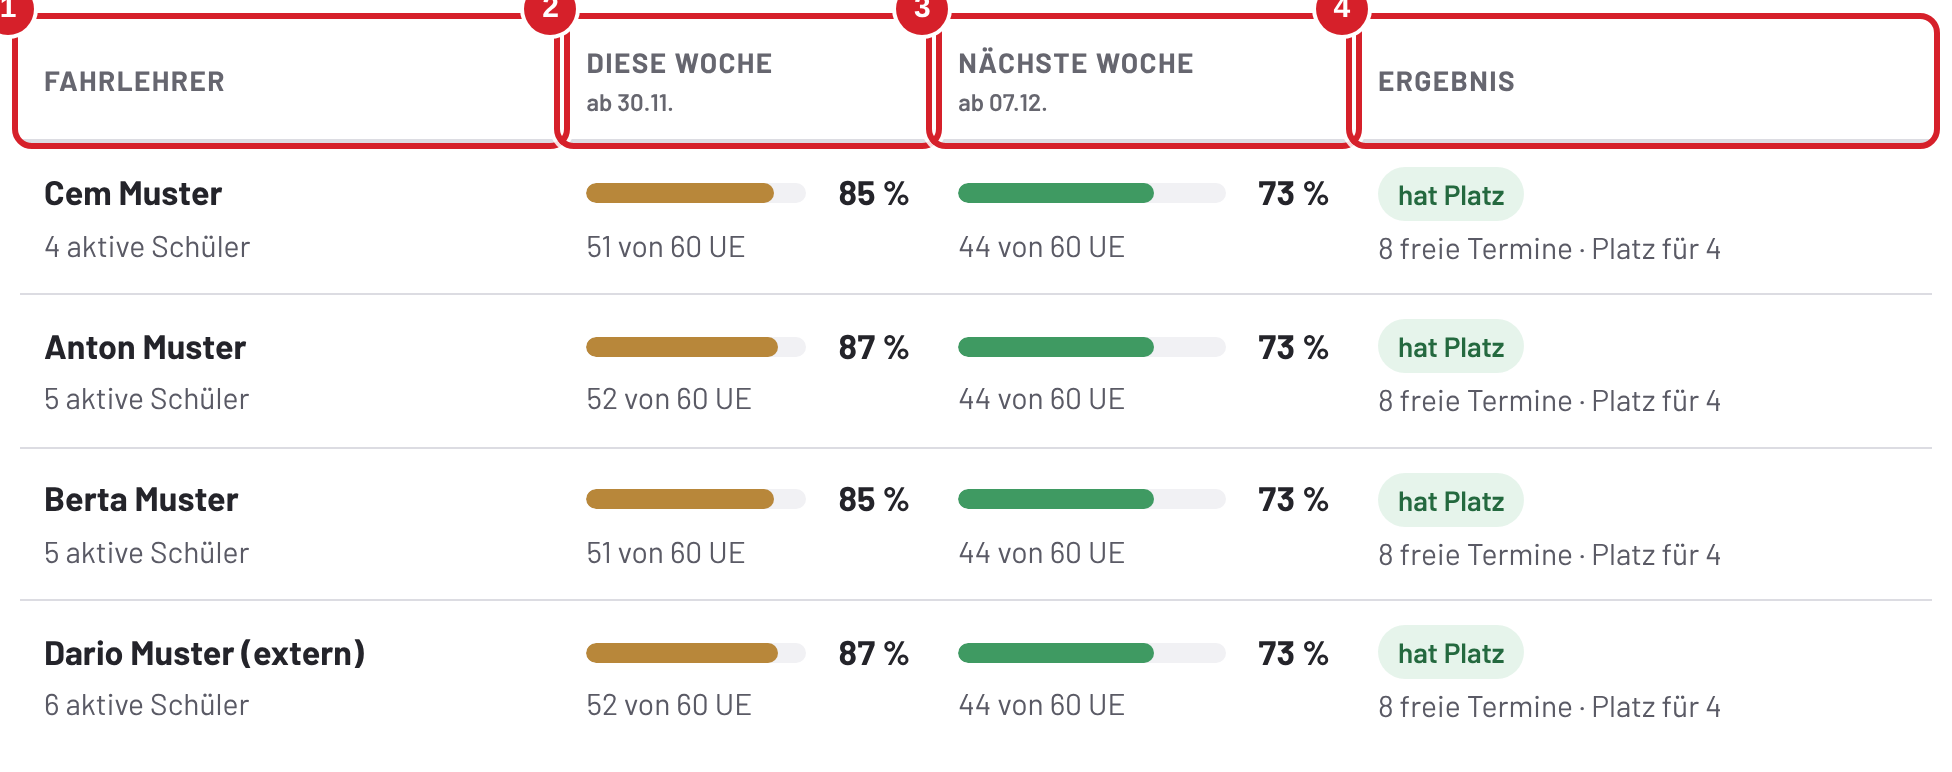 1 2 3 4
FAHRLEHRER
DIESE WOCHE
ab 30.11.
NÄCHSTE WOCHE
ab 07.12.
ERGEBNIS
Cem Muster 85 % 73 % hat Platz
4 aktive Schüler 51 von 60 UE 44 von 60 UE 8 freie Termine · Platz für 4
Anton Muster 87 % 73 % hat Platz
5 aktive Schüler 52 von 60 UE 44 von 60 UE 8 freie Termine · Platz für 4
Berta Muster 85 % 73 % hat Platz
5 aktive Schüler 51 von 60 UE 44 von 60 UE 8 freie Termine · Platz für 4
Dario Muster (extern) 87 % 73 % hat Platz
6 aktive Schüler 52 von 60 UE 44 von 60 UE 8 freie Termine · Platz für 4